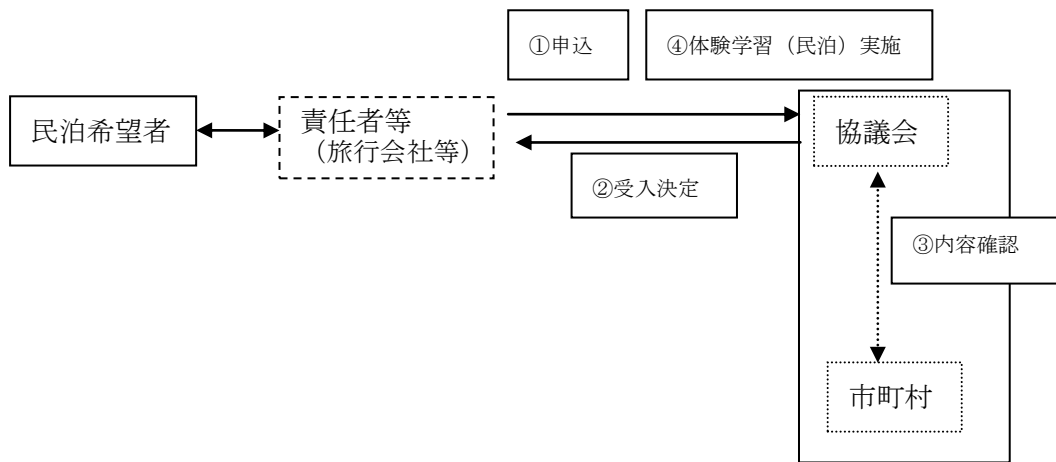 ①申込
④体験学習（民泊）実施
民泊希望者
責任者等
（旅行会社等）
協議会
②受入決定
③内容確認
市町村